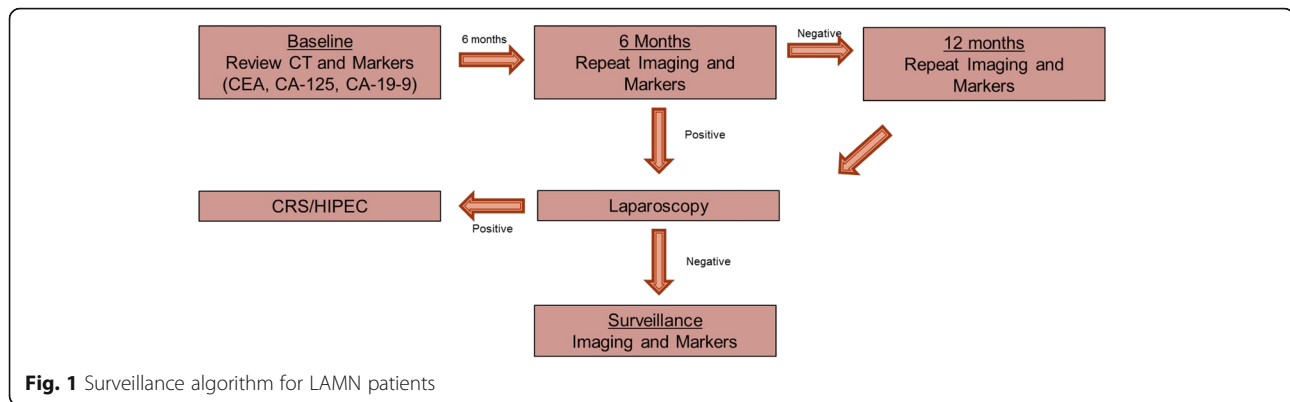 Baseline
Review CT and Markers
(CEA, CA-125, CA-19-9)
6 months
6 Months
Repeat Imaging and
Markers
Negative
12 months
Repeat Imaging and
Markers
Positive
CRS/HIPEC
Positive
Laparoscopy
Negative
Surveillance
Imaging and Markers
Fig. 1 Surveillance algorithm for LAMN patients